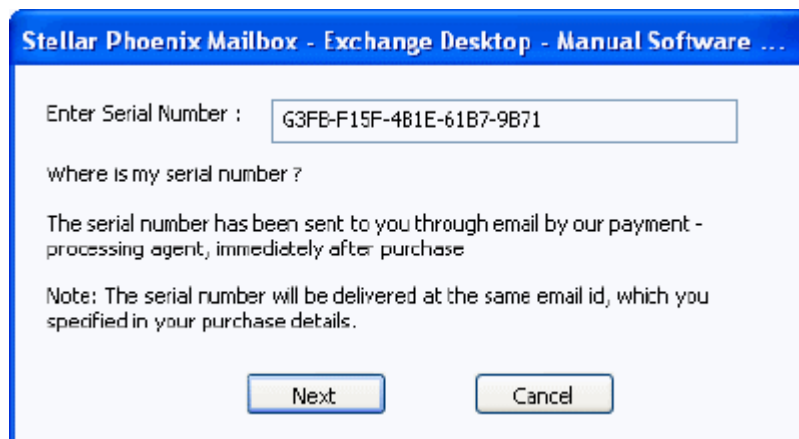 Stellar Phoenix Mailbox - Exchange Desktop - Manual Software ...
Enter Serial Number : G3FB-F15F-4B1E-61B7-9B71
Where is my serial number ?
The serial number has been sent to you through email by our payment -
processing agent, immediately after purchase
Note: The serial number will be delivered at the same email id, which you
specified in your purchase details.
Next Cancel